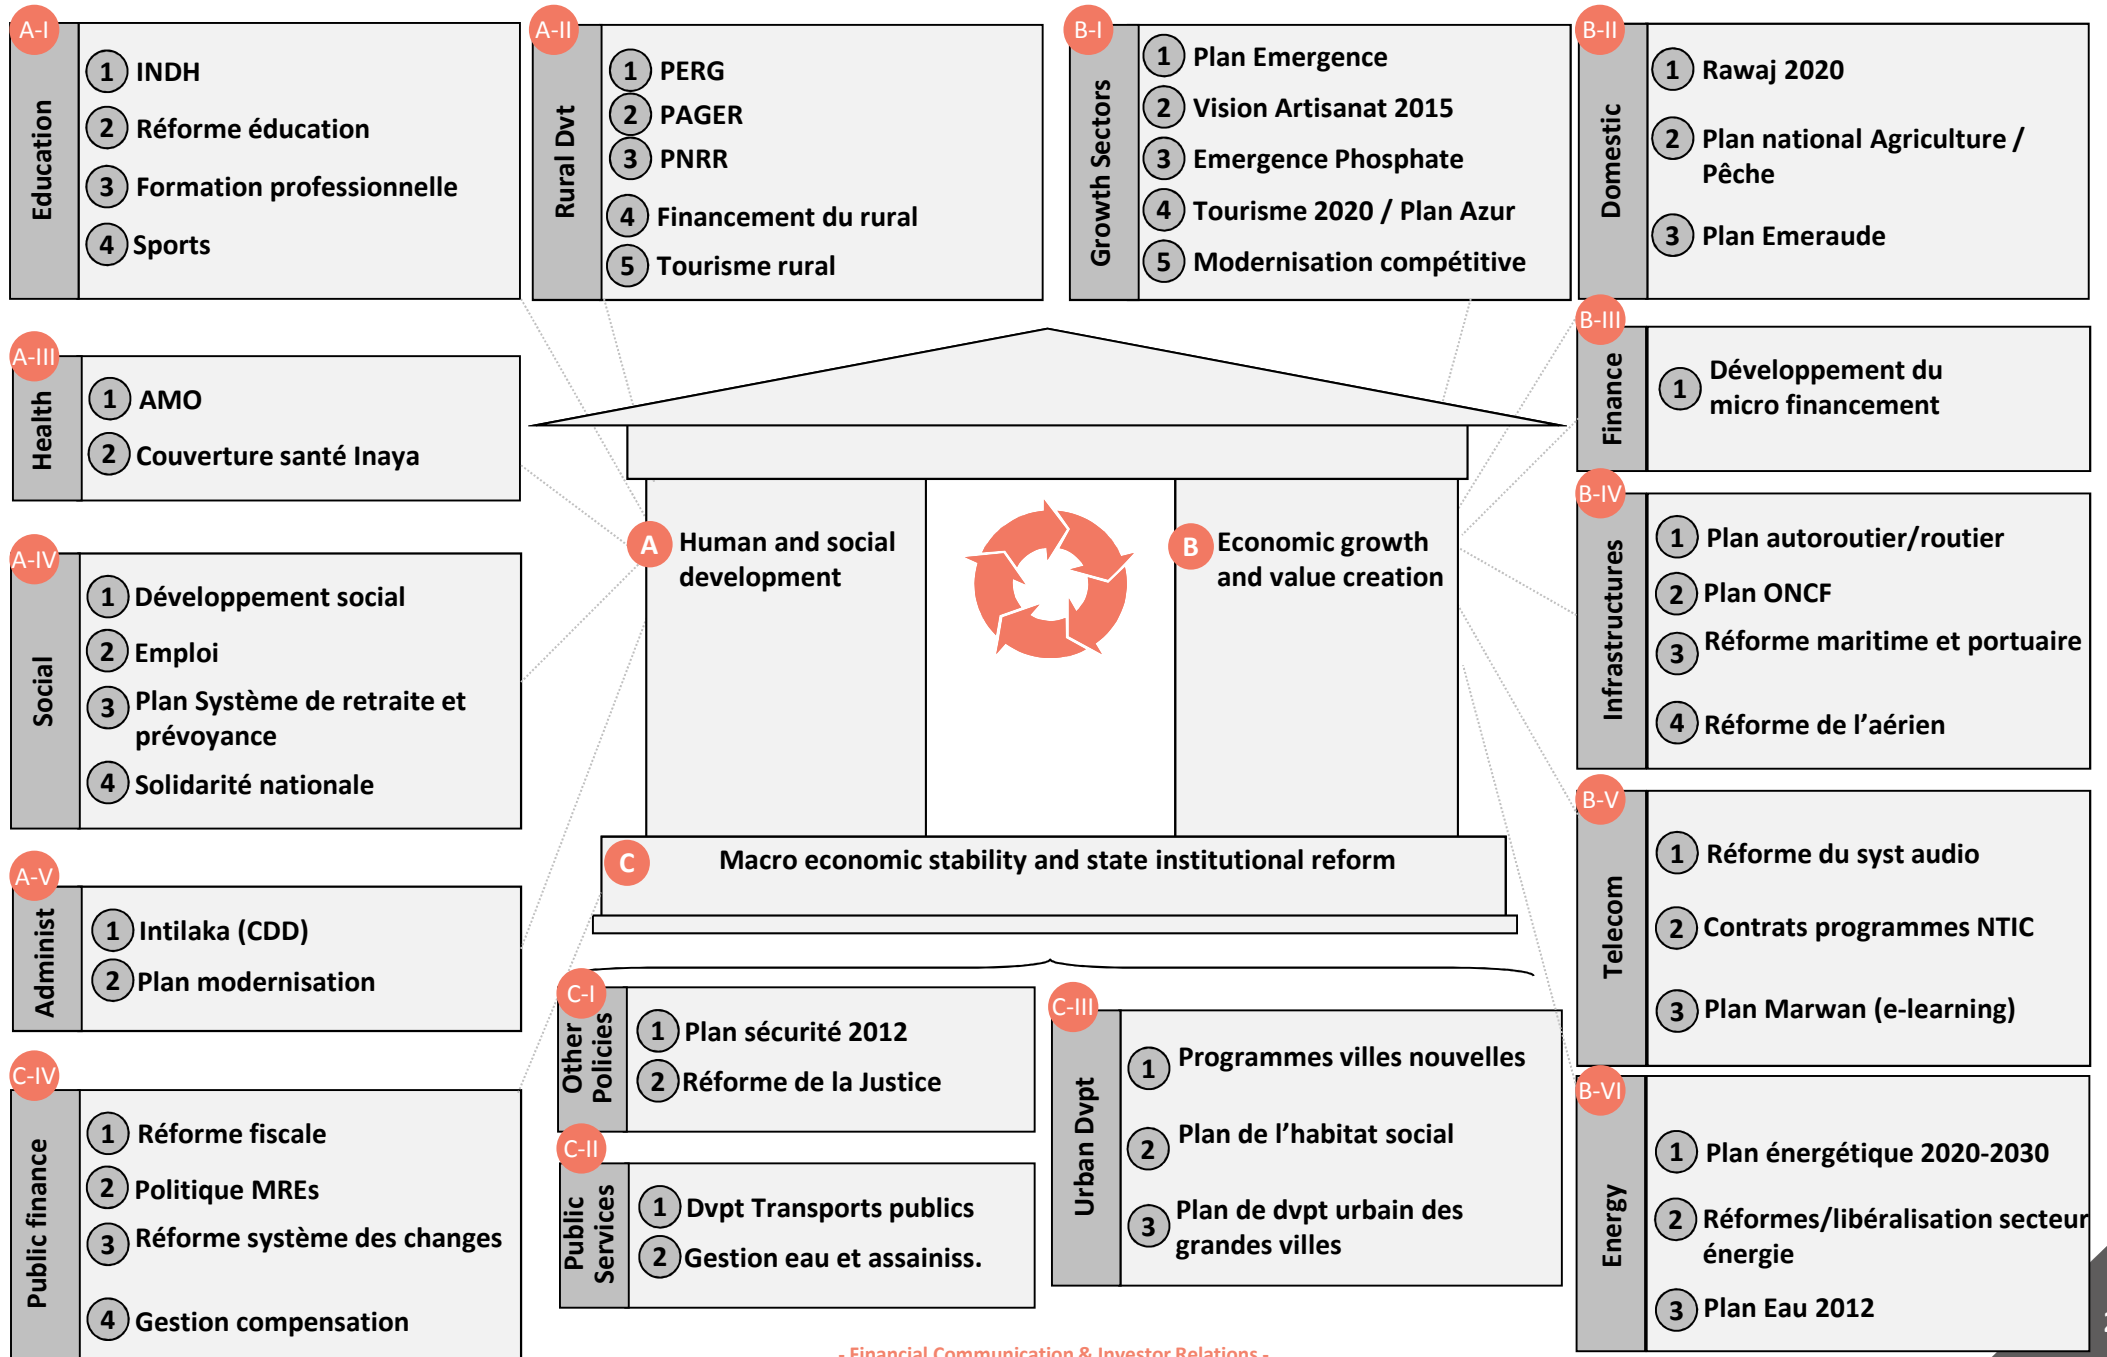 A-I
Education
1 INDH
2 Réforme éducation
3 Formation professionnelle
4 Sports
A-II
Rural Dvt
1 PERG
2 PAGER
3 PNRR
4 Financement du rural
5 Tourisme rural
B-I
Growth Sectors
1 Plan Emergence
2 Vision Artisanat 2015
3 Emergence Phosphate
4 Tourisme 2020 / Plan Azur
5 Modernisation compétitive
B-II
Domestic
1 Rawaj 2020
2 Plan national Agriculture /
Pêche
3 Plan Emeraude
A-III
Health
1 AMO
2 Couverture santé Inaya
B-III
Finance
1 Développement du
micro financement
A-IV
Social
1 Développement social
2 Emploi
3 Plan Système de retraite et
prévoyance
4 Solidarité nationale
A Human and social
development
B Economic growth
and value creation
B-IV
Infrastructures
1 Plan autoroutier/routier
2 Plan ONCF
3 Réforme maritime et portuaire
4 Réforme de l’aérien
C Macro economic stability and state institutional reform
A-V
Administ
1 Intilaka (CDD)
2 Plan modernisation
B-V
Telecom
1 Réforme du syst audio
2 Contrats programmes NTIC
3 Plan Marwan (e-learning)
C-IV
Public finance
1 Réforme fiscale
2 Politique MREs
3 Réforme système des changes
4 Gestion compensation
C-I
Other
Policies
1 Plan sécurité 2012
2 Réforme de la Justice
C-II
Public
Services
1 Dvpt Transports publics
2 Gestion eau et assainiss.
C-III
Urban Dvpt
1 Programmes villes nouvelles
2 Plan de l’habitat social
3 Plan de dvpt urbain des
grandes villes
B-VI
Energy
1 Plan énergétique 2020-2030
2 Réformes/libéralisation secteur
énergie
3 Plan Eau 2012
- Financial Communication & Investor Relations -